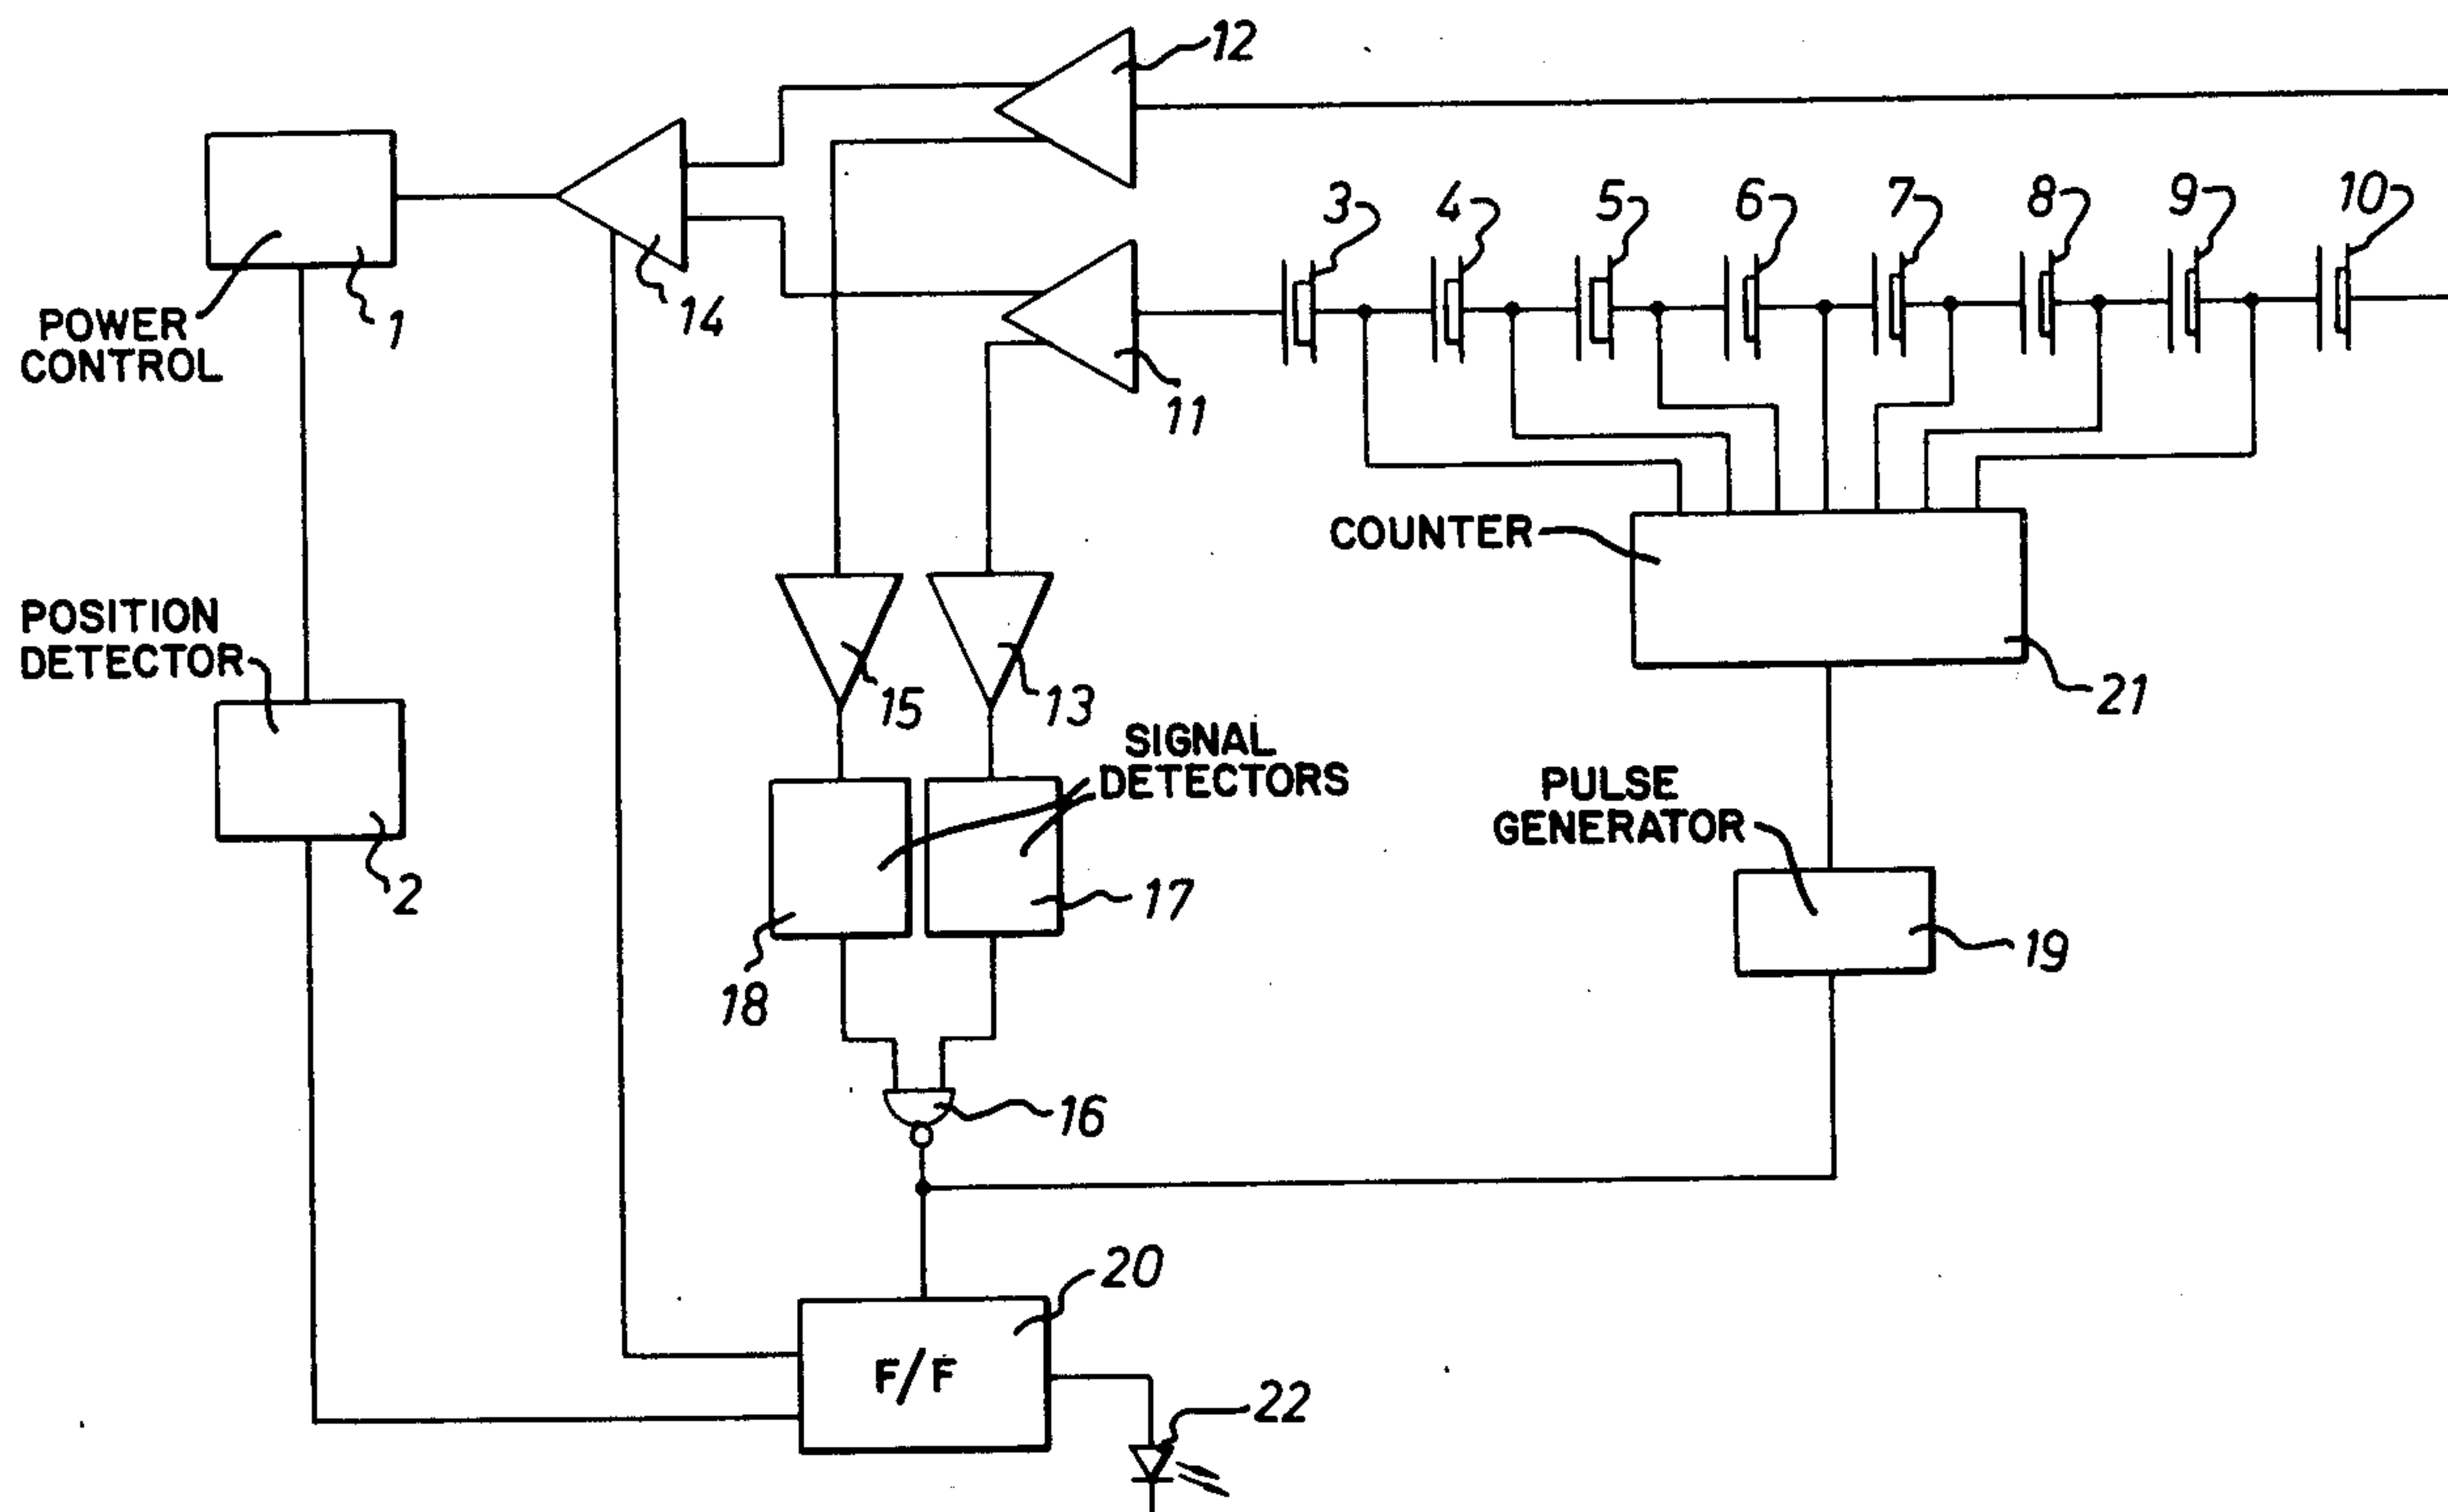 12
3
4
5
6
7
8
9
10
POWER
CONTROL
1
14
11
COUNTER
POSITION
DETECTOR
15
13
21
SIGNAL
DETECTORS
PULSE
GENERATOR
2
17
19
18
16
20
F/F
22